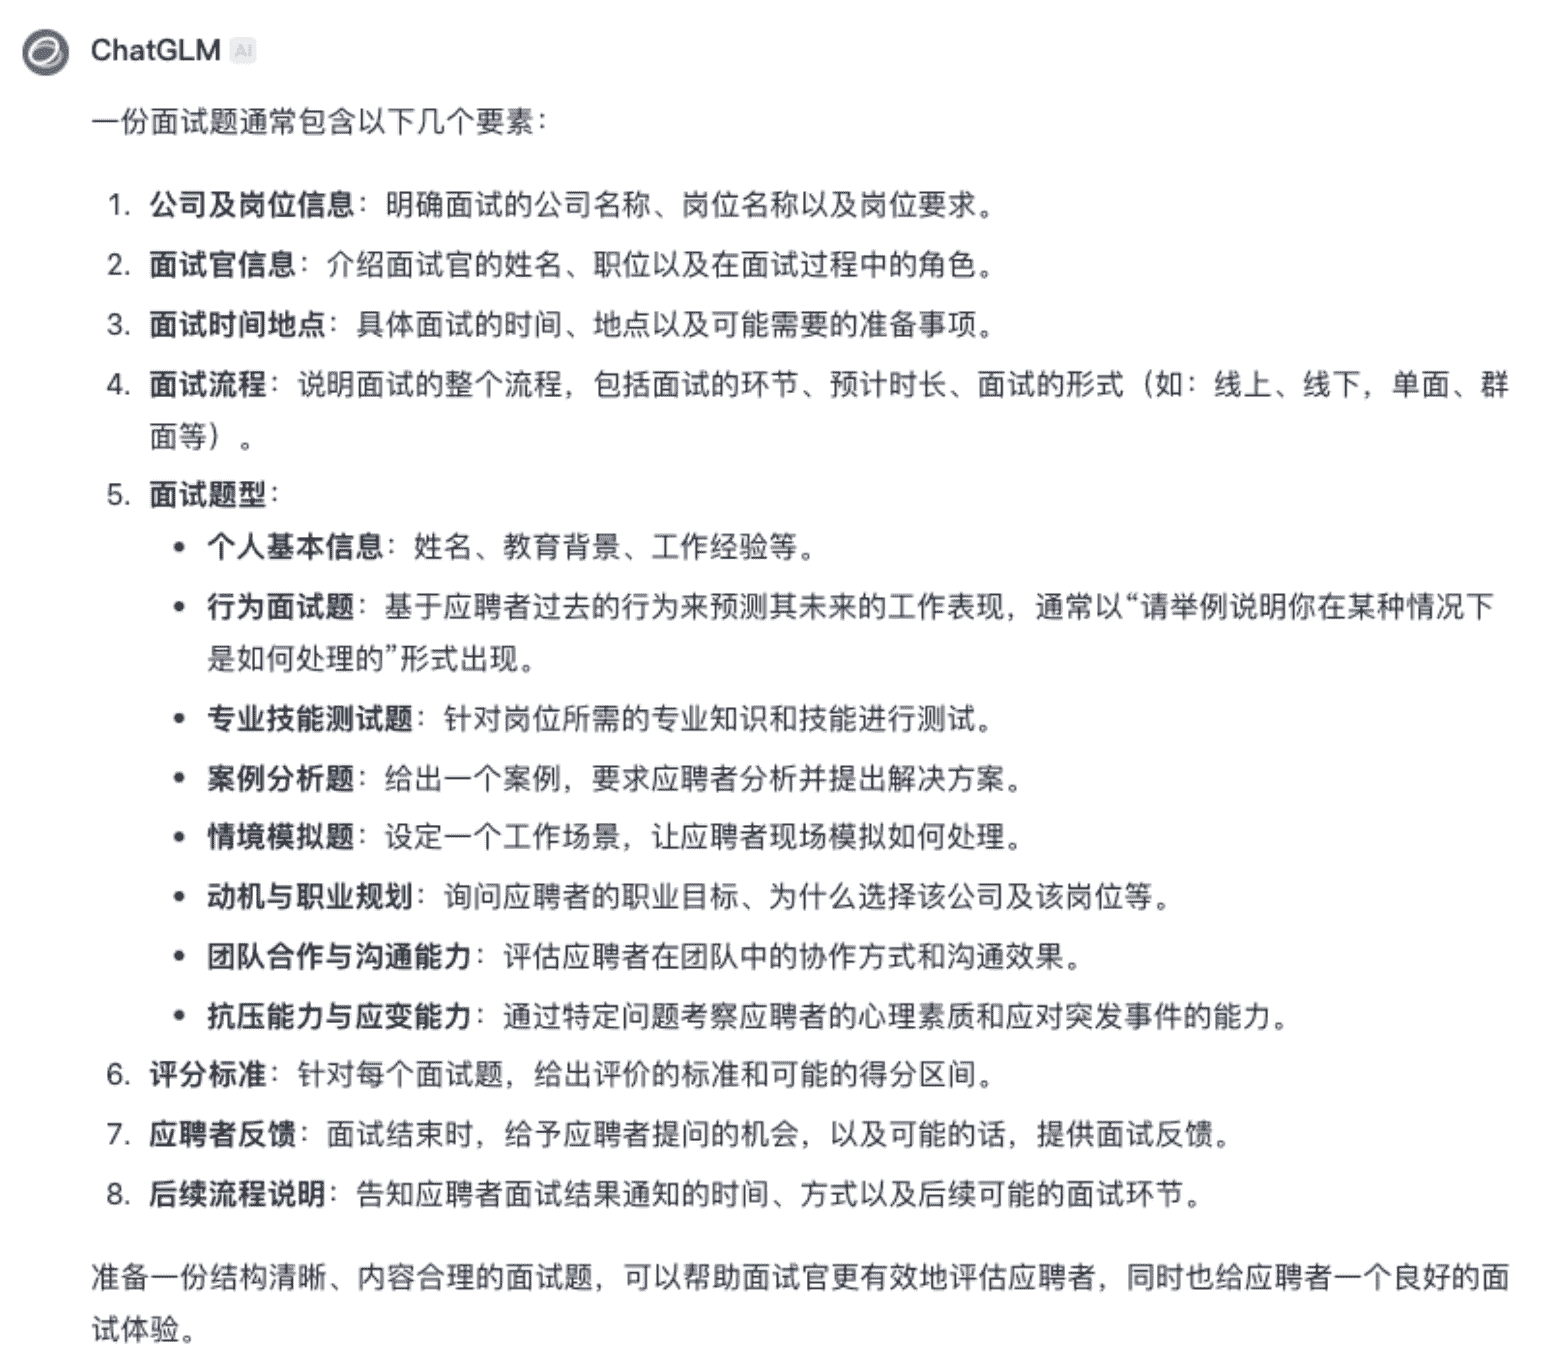 ChatGLM AI
一份面试题通常包含以下几个要素：
1. 公司及岗位信息：明确面试的公司名称、岗位名称以及岗位要求。
2. 面试官信息：介绍面试官的姓名、职位以及在面试过程中的角色。
3. 面试时间地点：具体面试的时间、地点以及可能需要的准备事项。
4. 面试流程：说明面试的整个流程，包括面试的环节、预计时长、面试的形式（如：线上、线下，单面、群
面等）。
5. 面试题型：
• 个人基本信息：姓名、教育背景、工作经验等。
• 行为面试题：基于应聘者过去的行为来预测其未来的工作表现，通常以“请举例说明你在某种情况下
是如何处理的”形式出现。
• 专业技能测试题：针对岗位所需的专业知识和技能进行测试。
• 案例分析题：给出一个案例，要求应聘者分析并提出解决方案。
• 情境模拟题：设定一个工作场景，让应聘者现场模拟如何处理。
• 动机与职业规划：询问应聘者的职业目标、为什么选择该公司及该岗位等。
• 团队合作与沟通能力：评估应聘者在团队中的协作方式和沟通效果。
• 抗压能力与应变能力：通过特定问题考察应聘者的心理素质和应对突发事件的能力。
6. 评分标准：针对每个面试题，给出评价的标准和可能的得分区间。
7. 应聘者反馈：面试结束时，给予应聘者提问的机会，以及可能的话，提供面试反馈。
8. 后续流程说明：告知应聘者面试结果通知的时间、方式以及后续可能的面试环节。
准备一份结构清晰、内容合理的面试题，可以帮助面试官更有效地评估应聘者，同时也给应聘者一个良好的面
试体验。